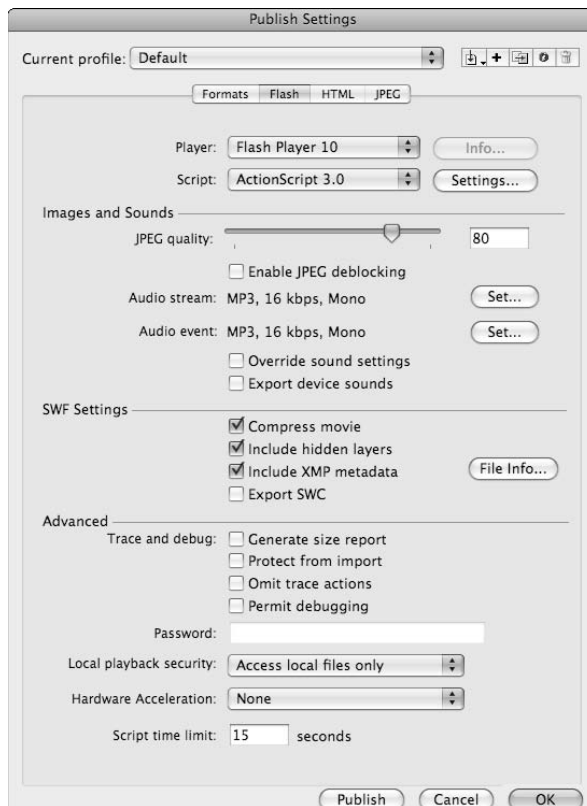 Publish Settings
Current profile: Default
Formats Flash HTML JPEG
Player: Flash Player 10 Info...
Script: ActionScript 3.0 Settings...
Images and Sounds
JPEG quality: 80
Enable JPEG deblocking
Audio stream: MP3, 16 kbps, Mono Set...
Audio event: MP3, 16 kbps, Mono Set...
Override sound settings
Export device sounds
SWF Settings
Compress movie
Include hidden layers
Include XMP metadata File Info...
Export SWC
Advanced
Trace and debug: Generate size report
Protect from import
Omit trace actions
Permit debugging
Password:
Local playback security: Access local files only
Hardware Acceleration: None
Script time limit: 15 seconds
Publish Cancel OK